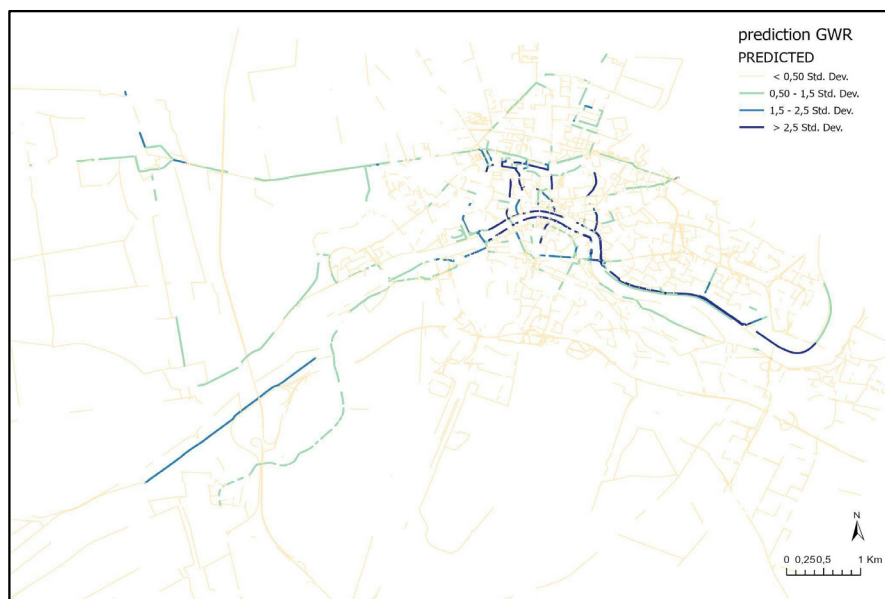 prediction GWR
PREDICTED
< 0,50 Std. Dev.
0,50 - 1,5 Std. Dev.
1,5 - 2,5 Std. Dev.
> 2,5 Std. Dev.
N
0 0,250,5 1 Km